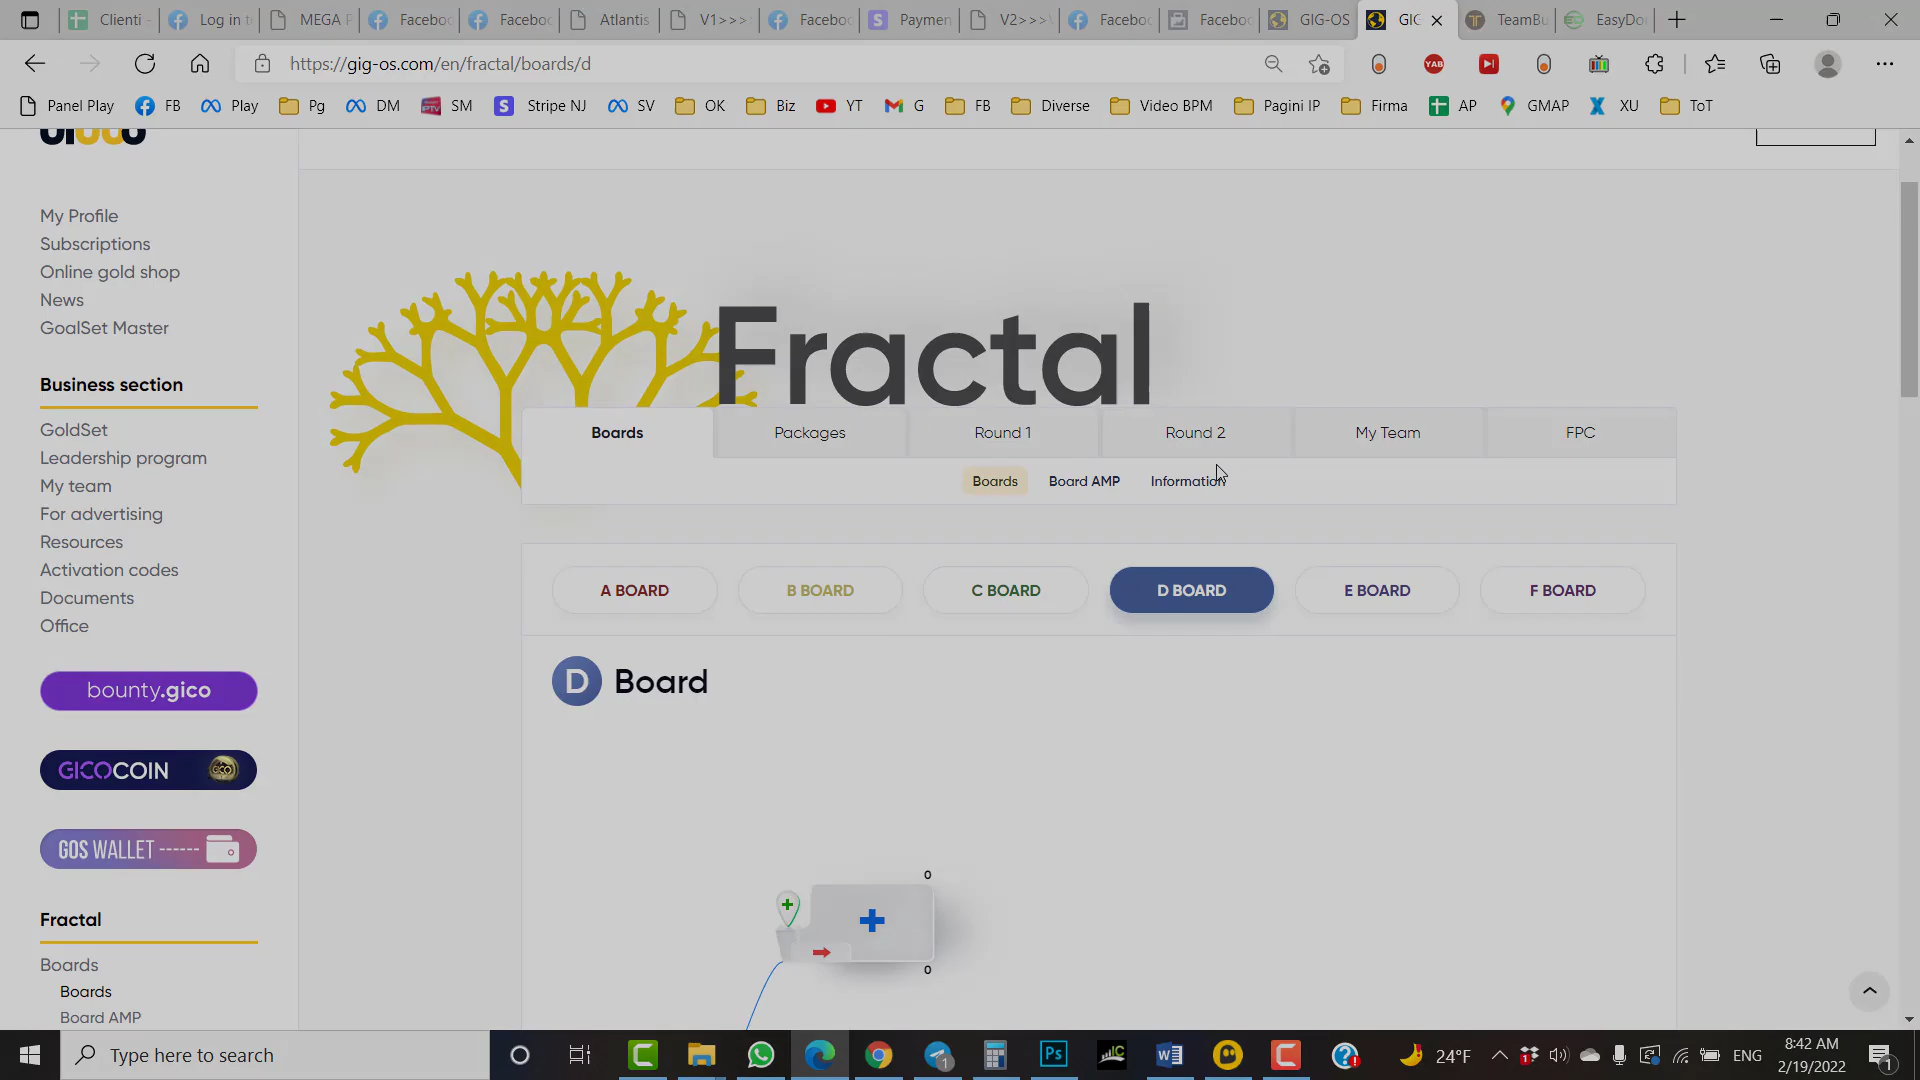 Clienti -
Log in to
MEGA P
Faceboo
Faceboo
Atlantis
V1>>>
Faceboo
Paymen
V2>>>
Faceboo
Faceboo
GIG-OS
GIG
TeamBu
EasyDo
https://gig-os.com/en/fractal/boards/d
YAB
Panel Play
FB
Play
Pg
DM
SM
Stripe NJ
SV
OK
Biz
YT
G
FB
Diverse
Video BPM
Pagini IP
Firma
AP
GMAP
XU
ToT
My Profile
Subscriptions
Online gold shop
News
GoalSet Master
Business section
GoldSet
Leadership program
My team
For advertising
Resources
Activation codes
Documents
Office
bounty.gico
GICOCOIN
GOS WALLET ------
Fractal
Boards
Boards
Board AMP
Fractal
Boards
Packages
Round 1
Round 2
My Team
FPC
Boards
Board AMP
Information
A BOARD
B BOARD
C BOARD
D BOARD
E BOARD
F BOARD
D Board
0
0
Type here to search
24°F
ENG
8:42 AM
2/19/2022